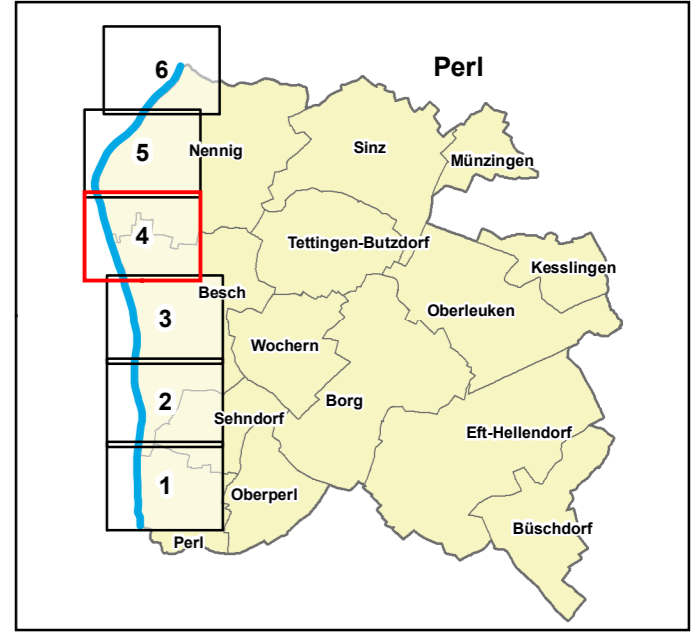 Perl
6
5
Nennig
Sinz
Münzingen
4
Tettingen-Butzdorf
Kesslingen
Besch
3
Oberleuken
Wochern
2
Sehndorf
Borg
Eft-Hellendorf
1
Oberperl
Büschdorf
Perl